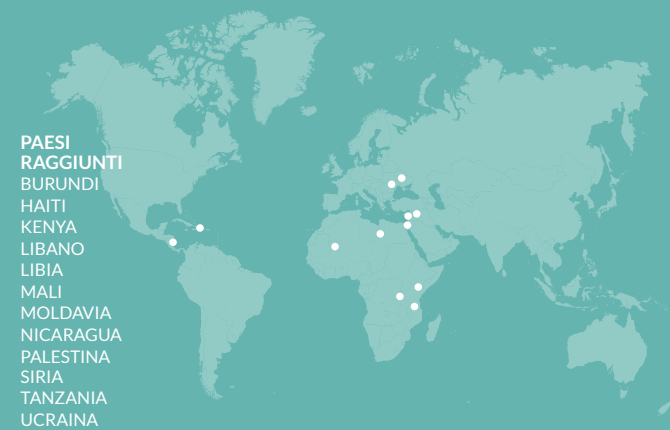 PAESI
RAGGIUNTI
BURUNDI
HAITI
KENYA
LIBANO
LIBIA
MALI
MOLDAVIA
NICARAGUA
PALESTINA
SIRIA
TANZANIA
UCRAINA